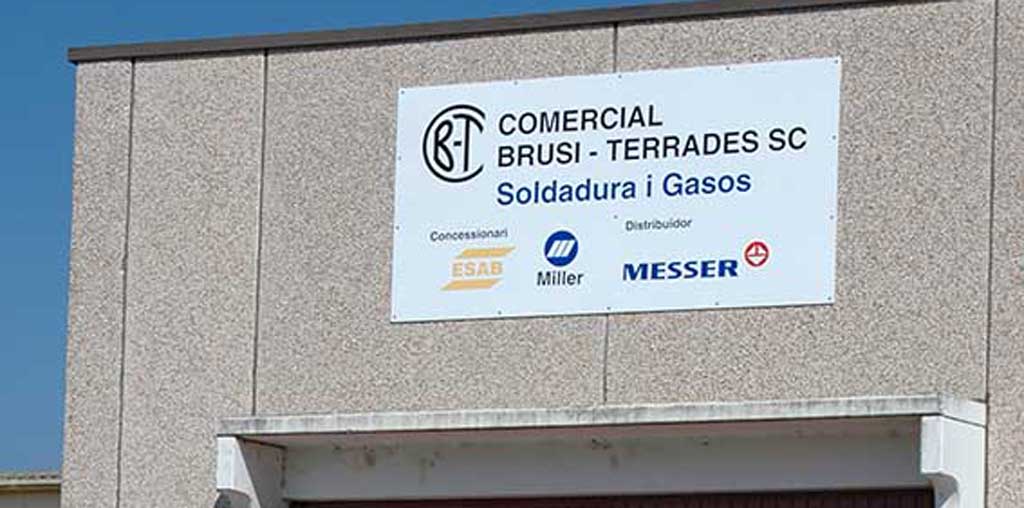 B-T
COMERCIAL
BRUSI - TERRADES SC
Soldadura i Gasos
Concessionari
Distribuidor
ESAB
Miller
MESSER